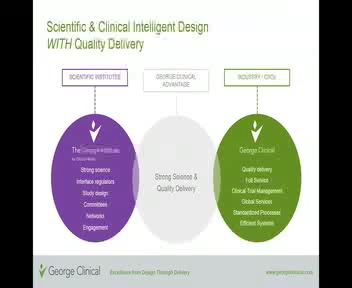 Scientific & Clinical Intelligent Design
WITH Quality Delivery
SCIENTIFIC INSTITUTES
GEORGE CLINICAL
ADVANTAGE
INDUSTRY / CROs
The
George Clinical
Strong science
Interface regulators
Study design
Committees
Networks
Engagement
Strong Science &
Quality Delivery
Quality delivery
Full Service
Clinical Trial Management
Global Services
Standardized Processes
Efficient Systems
George Clinical
Excellence from Design Through Delivery
www.georgeclinical.com